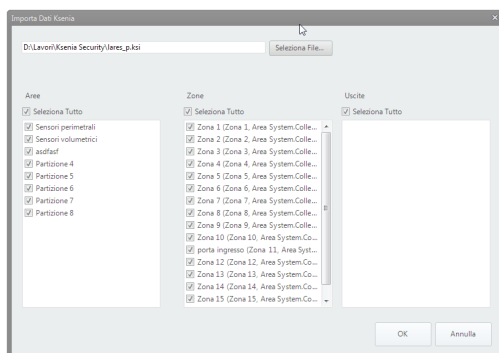 Importa Dati Ksenia
D:\Lavori\Ksenia Security\lares_p.ksi
Seleziona File...
Aree
Zone
Uscite
Seleziona Tutto
Seleziona Tutto
Seleziona Tutto
Sensori perimetrali
Sensori volumetrici
asdfasf
Partizione 4
Partizione 5
Partizione 6
Partizione 7
Partizione 8
Zona 1 (Zona 1, Area System.Colle...
Zona 2 (Zona 2, Area System.Colle...
Zona 3 (Zona 3, Area System.Colle...
Zona 4 (Zona 4, Area System.Colle...
Zona 5 (Zona 5, Area System.Colle...
Zona 6 (Zona 6, Area System.Colle...
Zona 7 (Zona 7, Area System.Colle...
Zona 8 (Zona 8, Area System.Colle...
Zona 9 (Zona 9, Area System.Colle...
Zona 10 (Zona 10, Area System.Co...
porta ingresso (Zona 11, Area Syst...
Zona 12 (Zona 12, Area System.Co...
Zona 13 (Zona 13, Area System.Co...
Zona 14 (Zona 14, Area System.Co...
Zona 15 (Zona 15, Area System.Co...
OK
Annulla